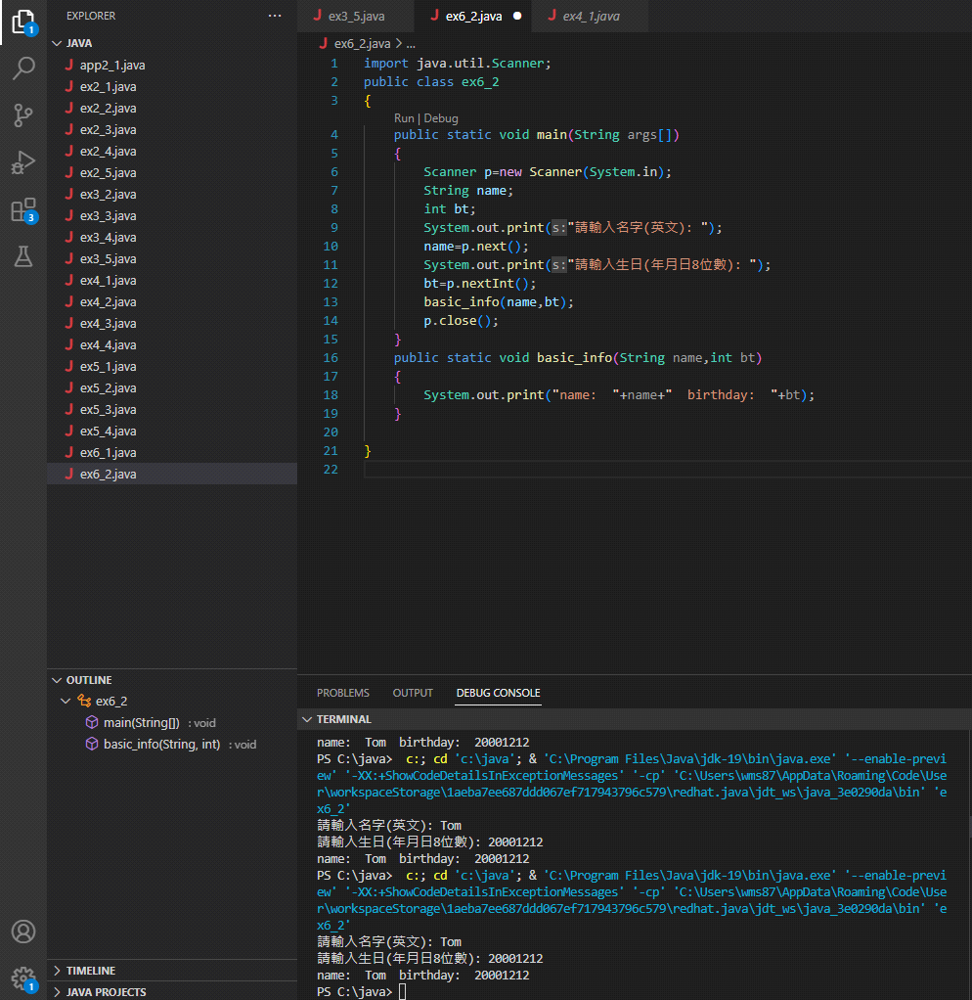 EXPLORER
JAVA
app2_1.java
ex2_1.java
ex2_2.java
ex2_3.java
ex2_4.java
ex2_5.java
ex3_2.java
ex3_3.java
ex3_4.java
ex3_5.java
ex4_1.java
ex4_2.java
ex4_3.java
ex4_4.java
ex5_1.java
ex5_2.java
ex5_3.java
ex5_4.java
ex6_1.java
ex6_2.java
OUTLINE
ex6_2
main(String[]) : void
basic_info(String, int) : void
TIMELINE
JAVA PROJECTS
1
3
1
J ex3_5.java J ex6_2.java ● J ex4_1.java
J ex6_2.java > ...
1 import java.util.Scanner;
2 public class ex6_2
3 {
Run | Debug
4 public static void main(String args[])
5 {
6 Scanner p=new Scanner(System.in);
7 String name;
8 int bt;
9 System.out.print(s:"請輸入名字(英文): ");
10 name=p.next();
11 System.out.print(s:"請輸入生日(年月日8位數): ");
12 bt=p.nextInt();
13 basic_info(name,bt);
14 p.close();
15 }
16 public static void basic_info(String name,int bt)
17 {
18 System.out.print("name:  "+name+"  birthday:  "+bt);
19 }
20
21 }
22
PROBLEMS OUTPUT DEBUG CONSOLE
TERMINAL
name:  Tom  birthday:  20001212
PS C:\java>  c:; cd 'c:\java'; & 'C:\Program Files\Java\jdk-19\bin\java.exe' '--enable-previ
ew' '-XX:+ShowCodeDetailsInExceptionMessages' '-cp' 'C:\Users\wms87\AppData\Roaming\Code\Use
r\workspaceStorage\1aeba7ee687ddd067ef717943796c579\redhat.java\jdt_ws\java_3e0290da\bin' 'e
x6_2'
請輸入名字(英文): Tom
請輸入生日(年月日8位數): 20001212
name:  Tom  birthday:  20001212
PS C:\java>  c:; cd 'c:\java'; & 'C:\Program Files\Java\jdk-19\bin\java.exe' '--enable-previ
ew' '-XX:+ShowCodeDetailsInExceptionMessages' '-cp' 'C:\Users\wms87\AppData\Roaming\Code\Use
r\workspaceStorage\1aeba7ee687ddd067ef717943796c579\redhat.java\jdt_ws\java_3e0290da\bin' 'e
x6_2'
請輸入名字(英文): Tom
請輸入生日(年月日8位數): 20001212
name:  Tom  birthday:  20001212
PS C:\java>